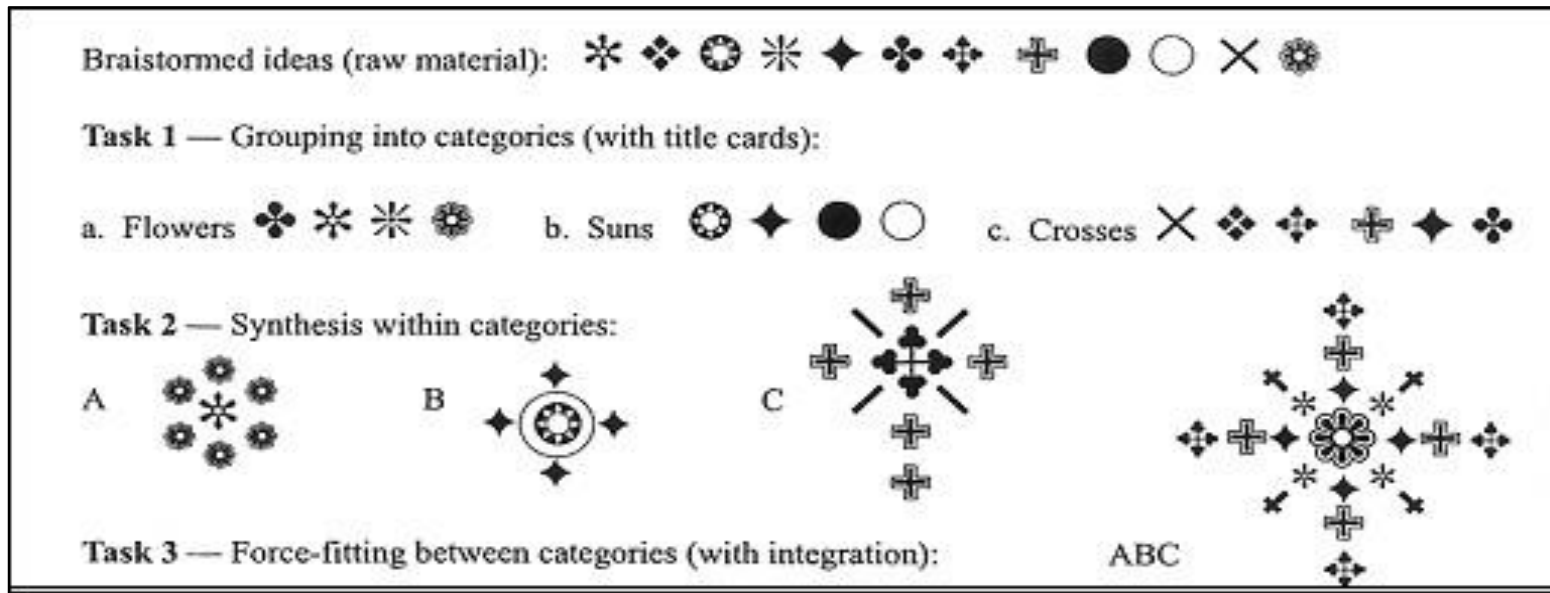 Braistormed ideas (raw material):
Task 1 — Grouping into categories (with title cards):
a. Flowers b. Suns c. Crosses
Task 2 — Synthesis within categories:
A B C
Task 3 — Force-fitting between categories (with integration): ABC